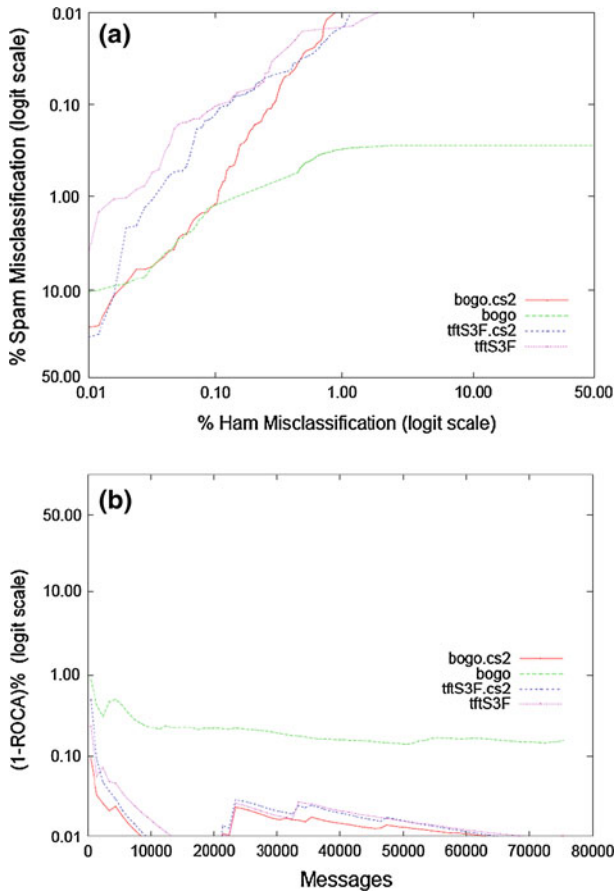 (a)
% Spam Misclassification (logit scale)
0.01
0.10
1.00
10.00
50.00
bogo.cs2
bogo
tftS3F.cs2
tftS3F
0.01 0.10 1.00 10.00 50.00
% Ham Misclassification (logit scale)
(b)
(1-ROCA)% (logit scale)
50.00
10.00
1.00
0.10
0.01
bogo.cs2
bogo
tftS3F.cs2
tftS3F
0 10000 20000 30000 40000 50000 60000 70000 80000
Messages